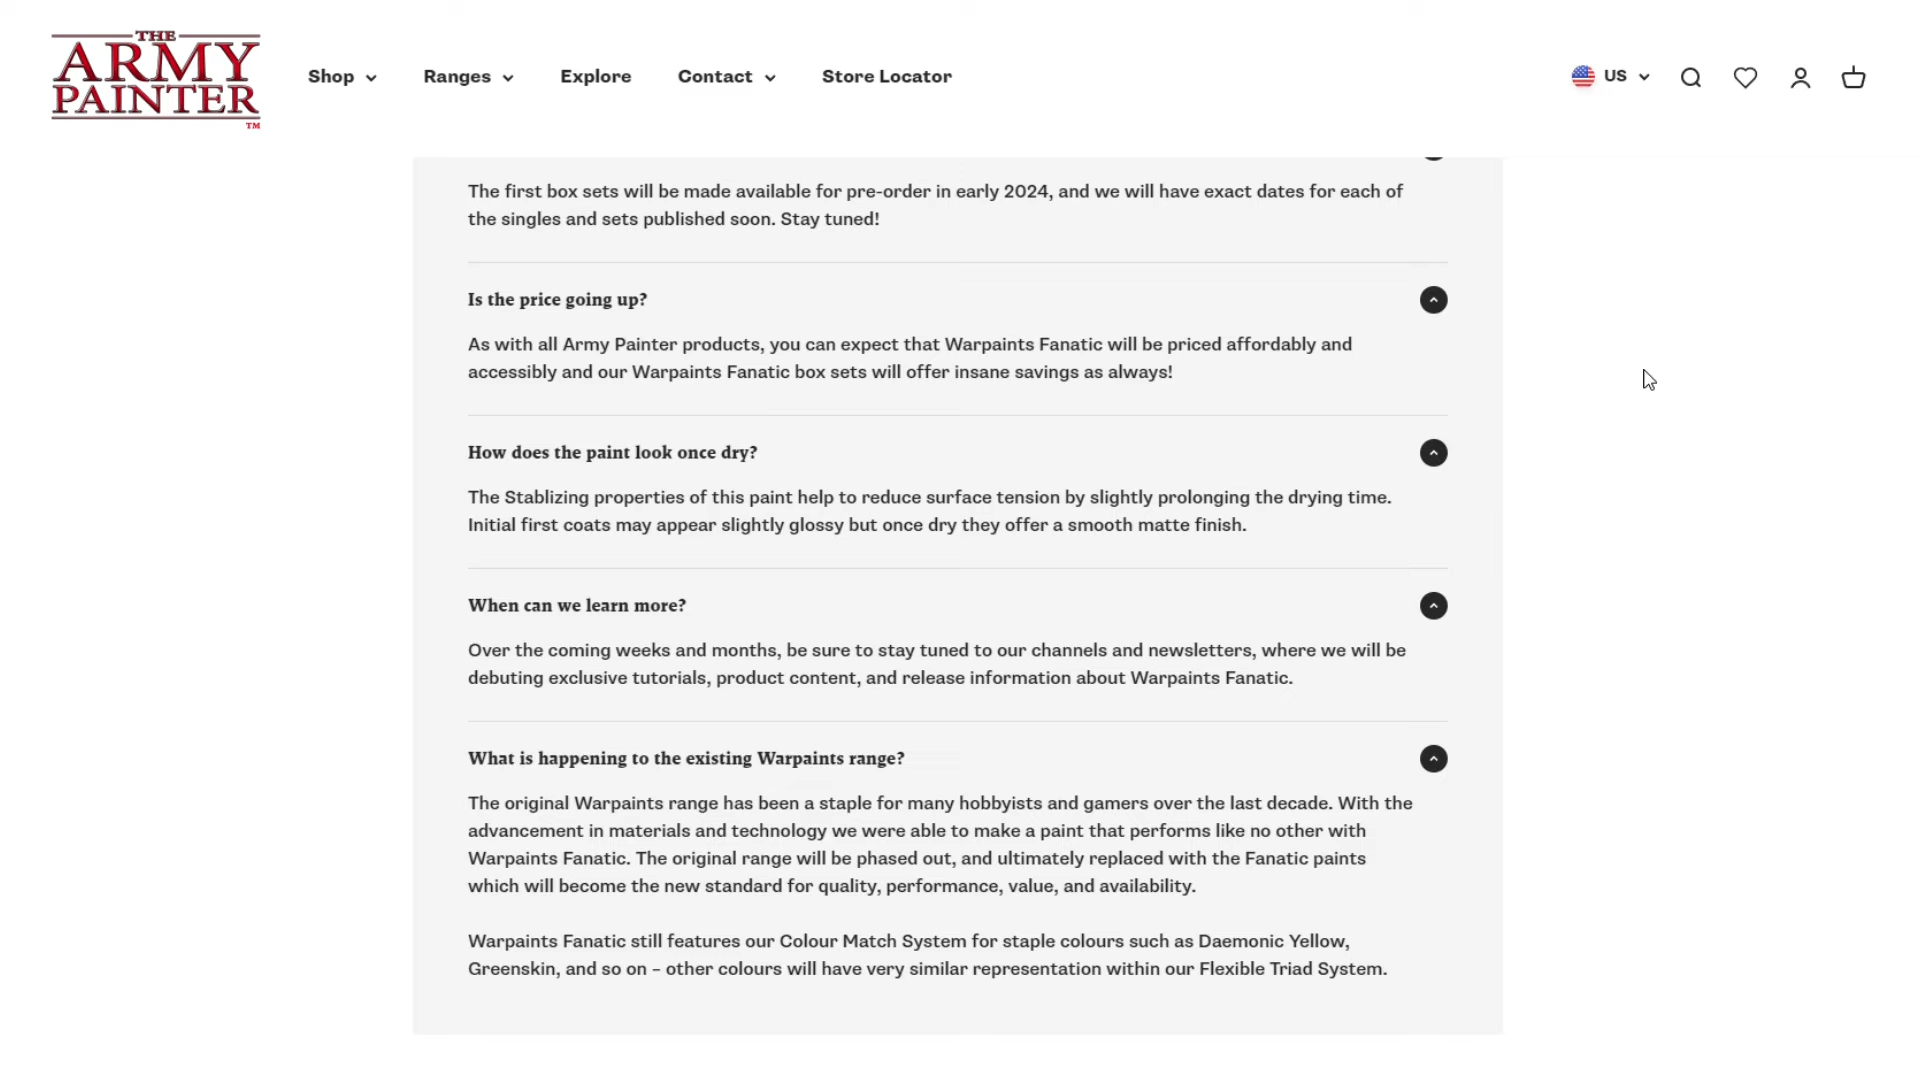 THE
ARMY
PAINTER
TM
Shop
Ranges
Explore
Contact
Store Locator
US
The first box sets will be made available for pre-order in early 2024, and we will have exact dates for each of
the singles and sets published soon. Stay tuned!
Is the price going up?
As with all Army Painter products, you can expect that Warpaints Fanatic will be priced affordably and
accessibly and our Warpaints Fanatic box sets will offer insane savings as always!
How does the paint look once dry?
The Stablizing properties of this paint help to reduce surface tension by slightly prolonging the drying time.
Initial first coats may appear slightly glossy but once dry they offer a smooth matte finish.
When can we learn more?
Over the coming weeks and months, be sure to stay tuned to our channels and newsletters, where we will be
debuting exclusive tutorials, product content, and release information about Warpaints Fanatic.
What is happening to the existing Warpaints range?
The original Warpaints range has been a staple for many hobbyists and gamers over the last decade. With the
advancement in materials and technology we were able to make a paint that performs like no other with
Warpaints Fanatic. The original range will be phased out, and ultimately replaced with the Fanatic paints
which will become the new standard for quality, performance, value, and availability.
Warpaints Fanatic still features our Colour Match System for staple colours such as Daemonic Yellow,
Greenskin, and so on – other colours will have very similar representation within our Flexible Triad System.